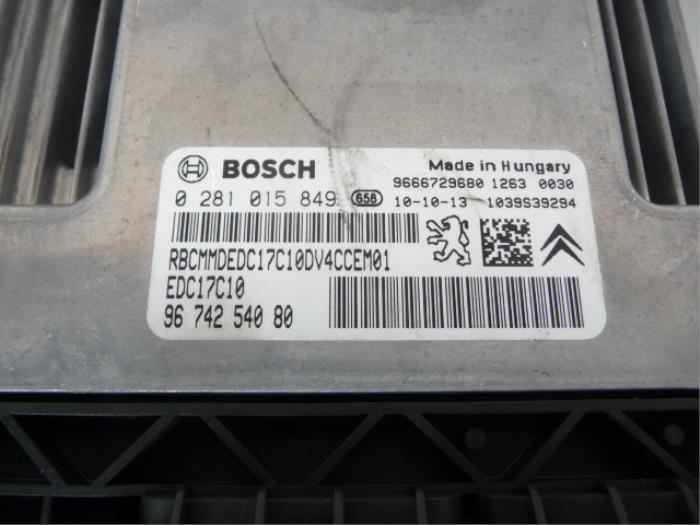 BOSCH
Made in Hungary
9666729680 1263 0030
0 281 015 849 658
10-10-13 1039S39294
RBCMMDEDC17C10DV4CCEM01
EDC17C10
96 742 540 80